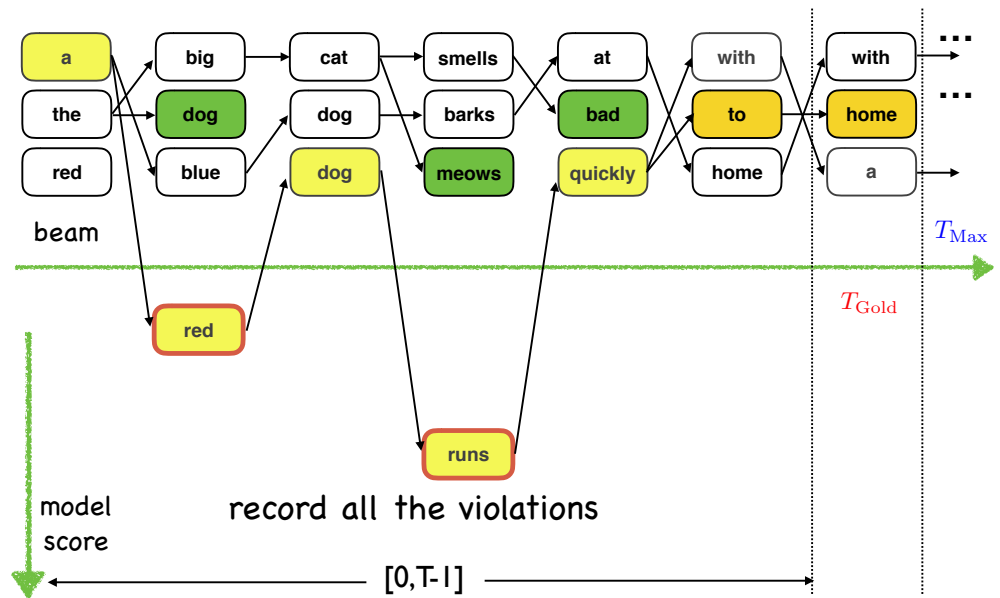 a big cat smells at with with ...
the dog dog barks bad to home ...
red blue dog meows quickly home a
beam
T_Max
T_Gold
red
runs
record all the violations
model
score
[0,T-1]